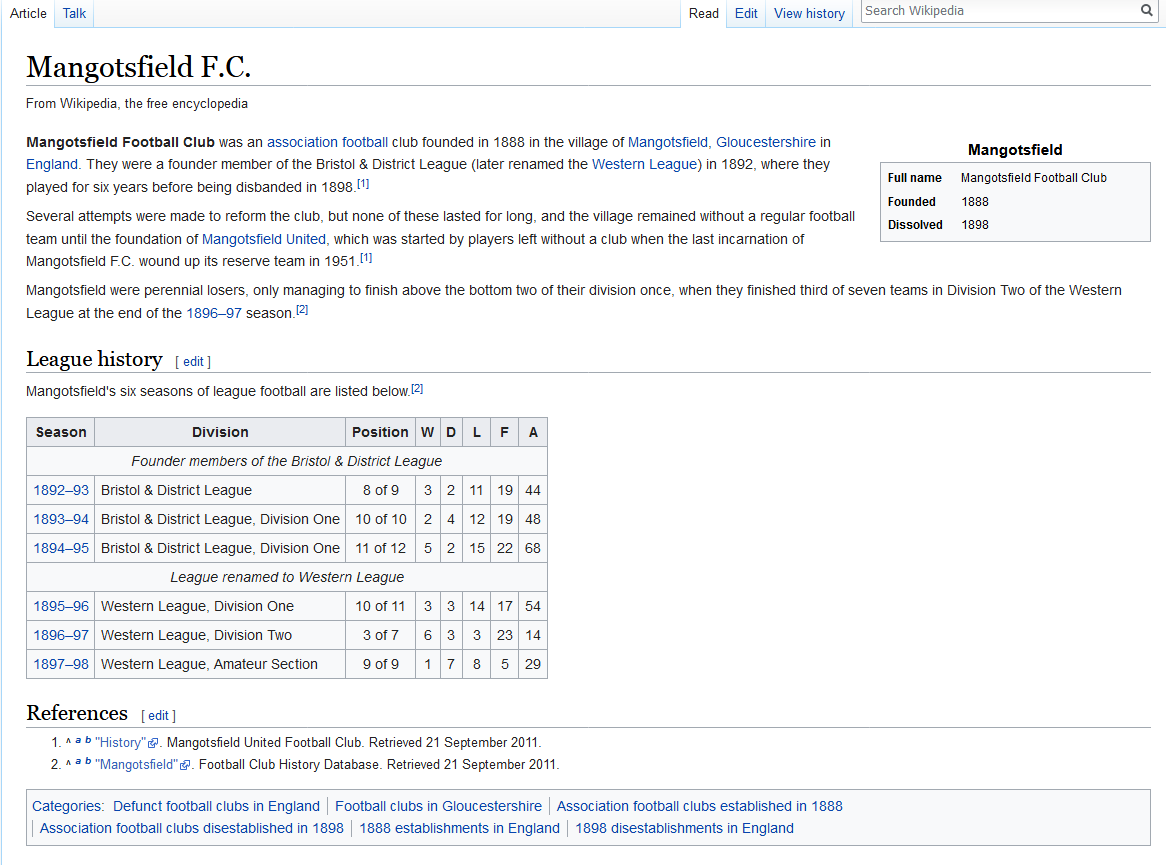 Article Talk Read Edit View history Search Wikipedia
Mangotsfield F.C.
From Wikipedia, the free encyclopedia
Mangotsfield Football Club was an association football club founded in 1888 in the village of Mangotsfield, Gloucestershire in
England. They were a founder member of the Bristol & District League (later renamed the Western League) in 1892, where they
played for six years before being disbanded in 1898.[1]
Several attempts were made to reform the club, but none of these lasted for long, and the village remained without a regular football
team until the foundation of Mangotsfield United, which was started by players left without a club when the last incarnation of
Mangotsfield F.C. wound up its reserve team in 1951.[1]
Mangotsfield
Full name Mangotsfield Football Club
Founded 1888
Dissolved 1898
Mangotsfield were perennial losers, only managing to finish above the bottom two of their division once, when they finished third of seven teams in Division Two of the Western
League at the end of the 1896–97 season.[2]
League history [ edit ]
Mangotsfield's six seasons of league football are listed below.[2]
Season Division Position W D L F A
Founder members of the Bristol & District League
1892–93 Bristol & District League 8 of 9 3 2 11 19 44
1893–94 Bristol & District League, Division One 10 of 10 2 4 12 19 48
1894–95 Bristol & District League, Division One 11 of 12 5 2 15 22 68
League renamed to Western League
1895–96 Western League, Division One 10 of 11 3 3 14 17 54
1896–97 Western League, Division Two 3 of 7 6 3 3 23 14
1897–98 Western League, Amateur Section 9 of 9 1 7 8 5 29
References [ edit ]
1. ^ a b "History". Mangotsfield United Football Club. Retrieved 21 September 2011.
2. ^ a b "Mangotsfield". Football Club History Database. Retrieved 21 September 2011.
Categories: Defunct football clubs in England | Football clubs in Gloucestershire | Association football clubs established in 1888
| Association football clubs disestablished in 1898 | 1888 establishments in England | 1898 disestablishments in England